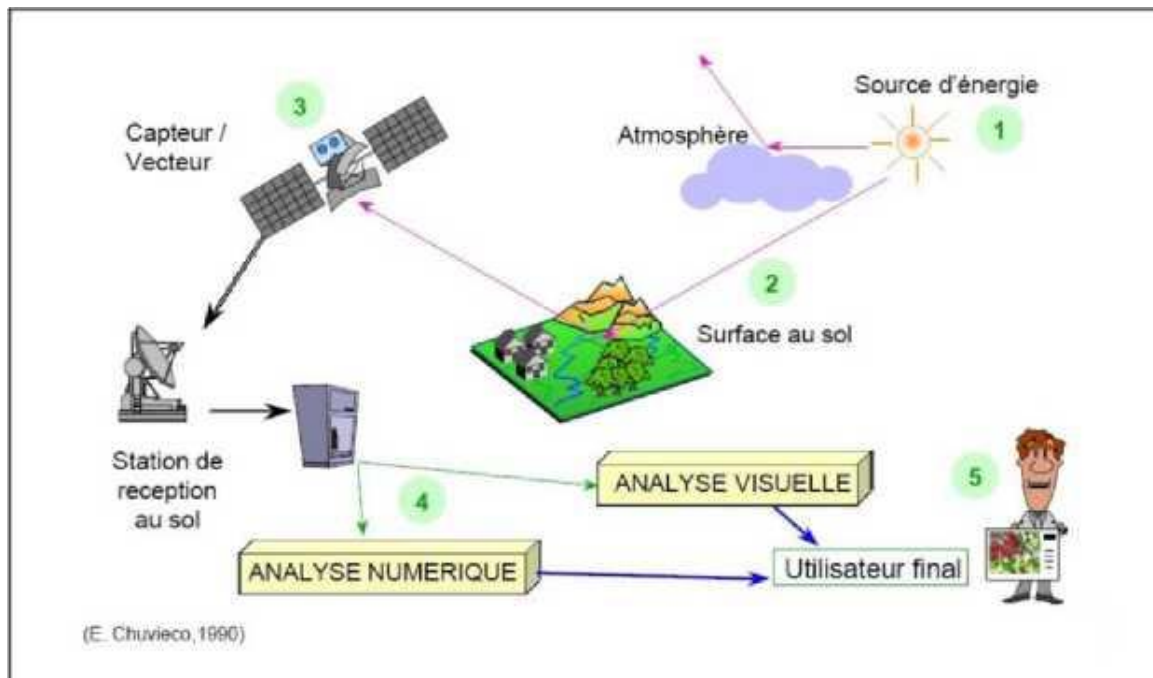 Source d'énergie
1
Atmosphère
3
Capteur /
Vecteur
2
Surface au sol
Station de
reception
au sol
4
ANALYSE VISUELLE
5
ANALYSE NUMERIQUE
Utilisateur final
(E. Chuvieco,1990)